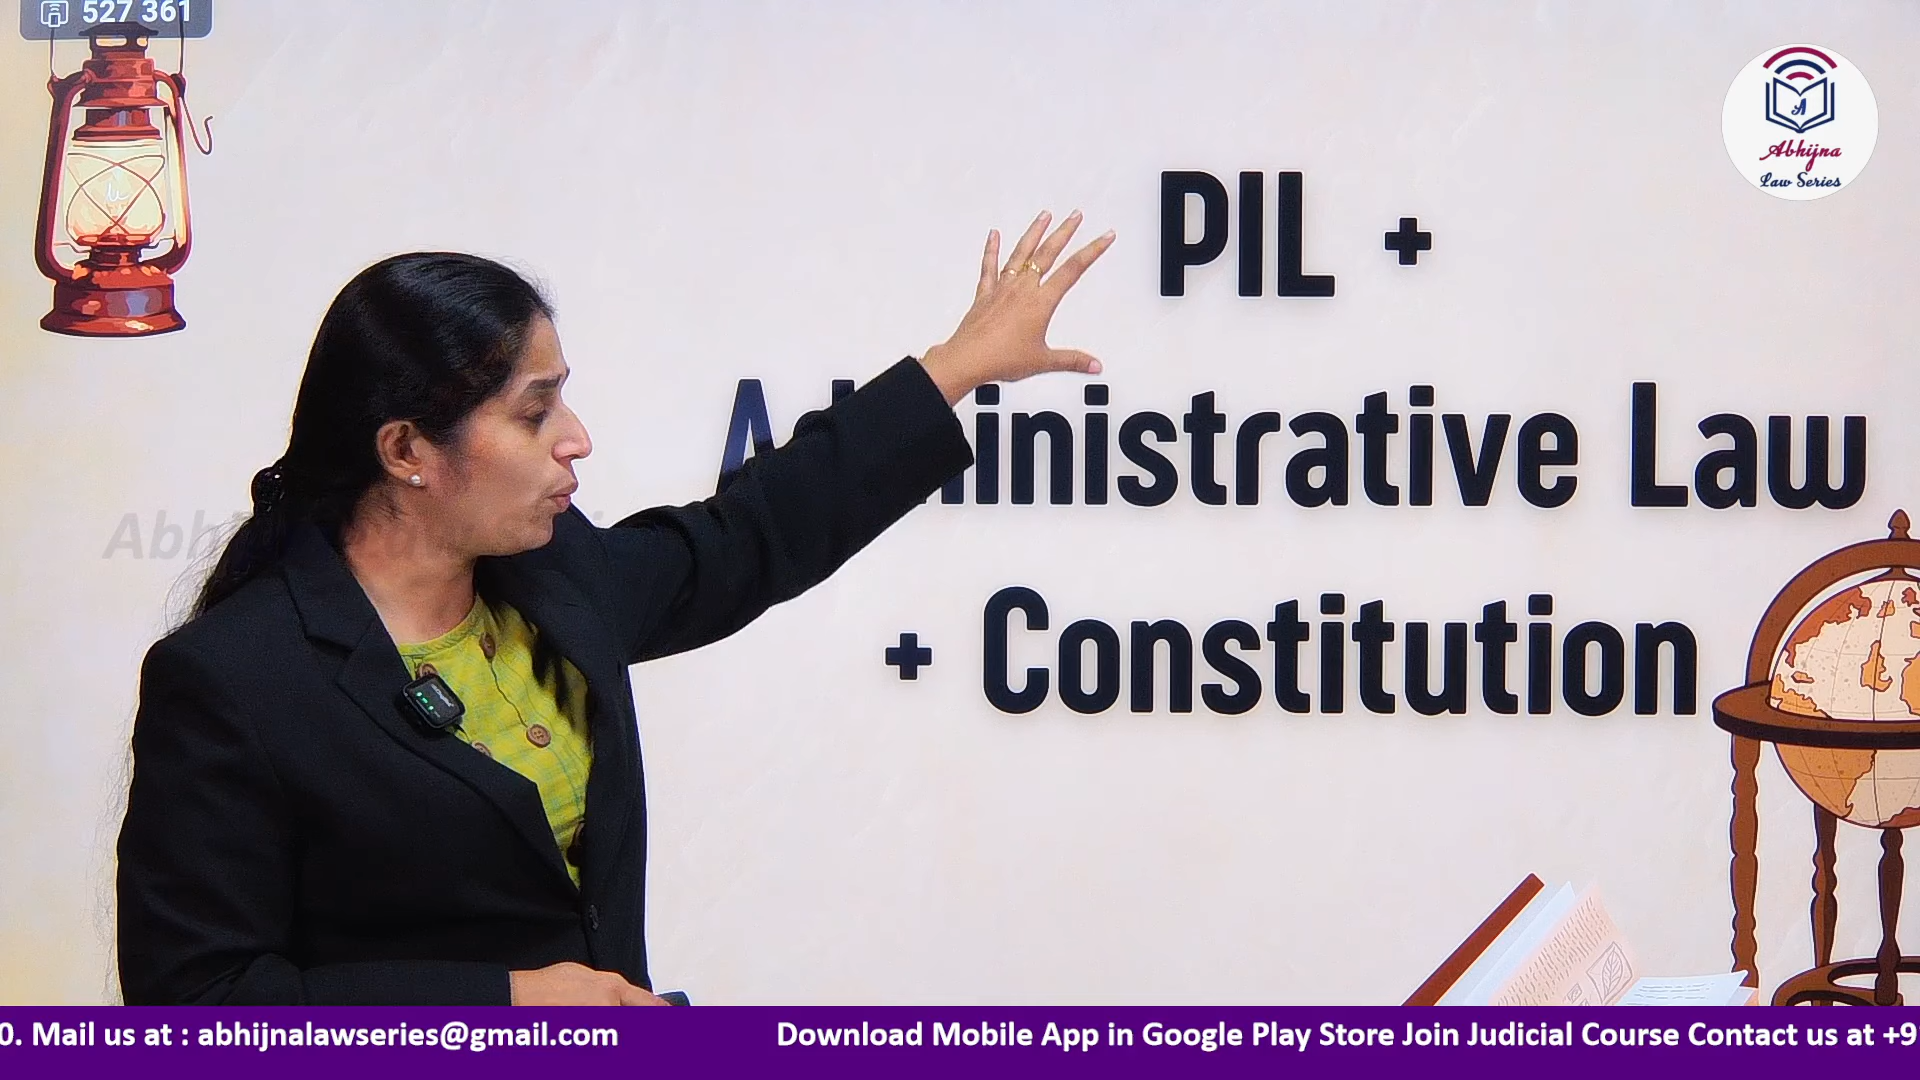 527 361
Abhijna
Law Series
PIL +
Administrative Law
+ Constitution
0. Mail us at : abhijnalawseries@gmail.com Download Mobile App in Google Play Store Join Judicial Course Contact us at +9